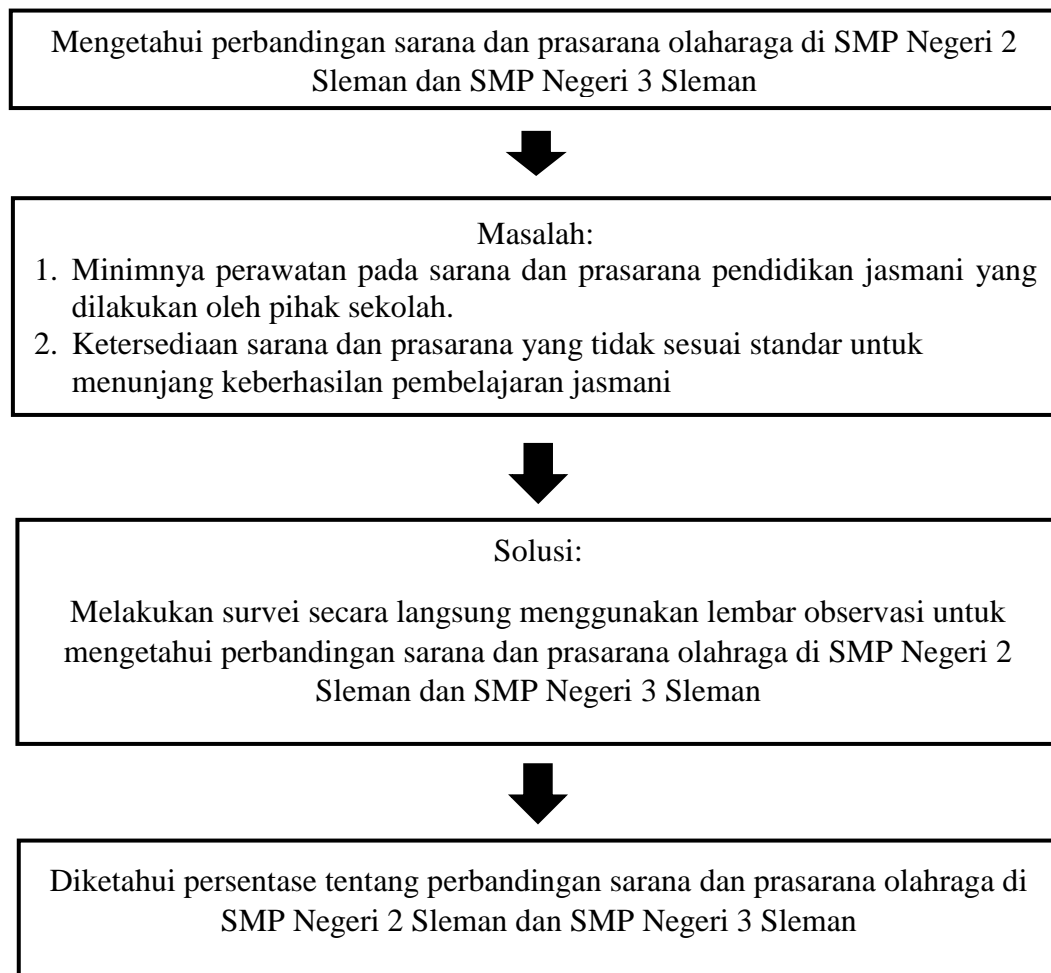 Mengetahui perbandingan sarana dan prasarana olaharaga di SMP Negeri 2
Sleman dan SMP Negeri 3 Sleman
Masalah:
1. Minimnya perawatan pada sarana dan prasarana pendidikan jasmani yang
dilakukan oleh pihak sekolah.
2. Ketersediaan sarana dan prasarana yang tidak sesuai standar untuk
menunjang keberhasilan pembelajaran jasmani
Solusi:
Melakukan survei secara langsung menggunakan lembar observasi untuk
mengetahui perbandingan sarana dan prasarana olahraga di SMP Negeri 2
Sleman dan SMP Negeri 3 Sleman
Diketahui persentase tentang perbandingan sarana dan prasarana olahraga di
SMP Negeri 2 Sleman dan SMP Negeri 3 Sleman